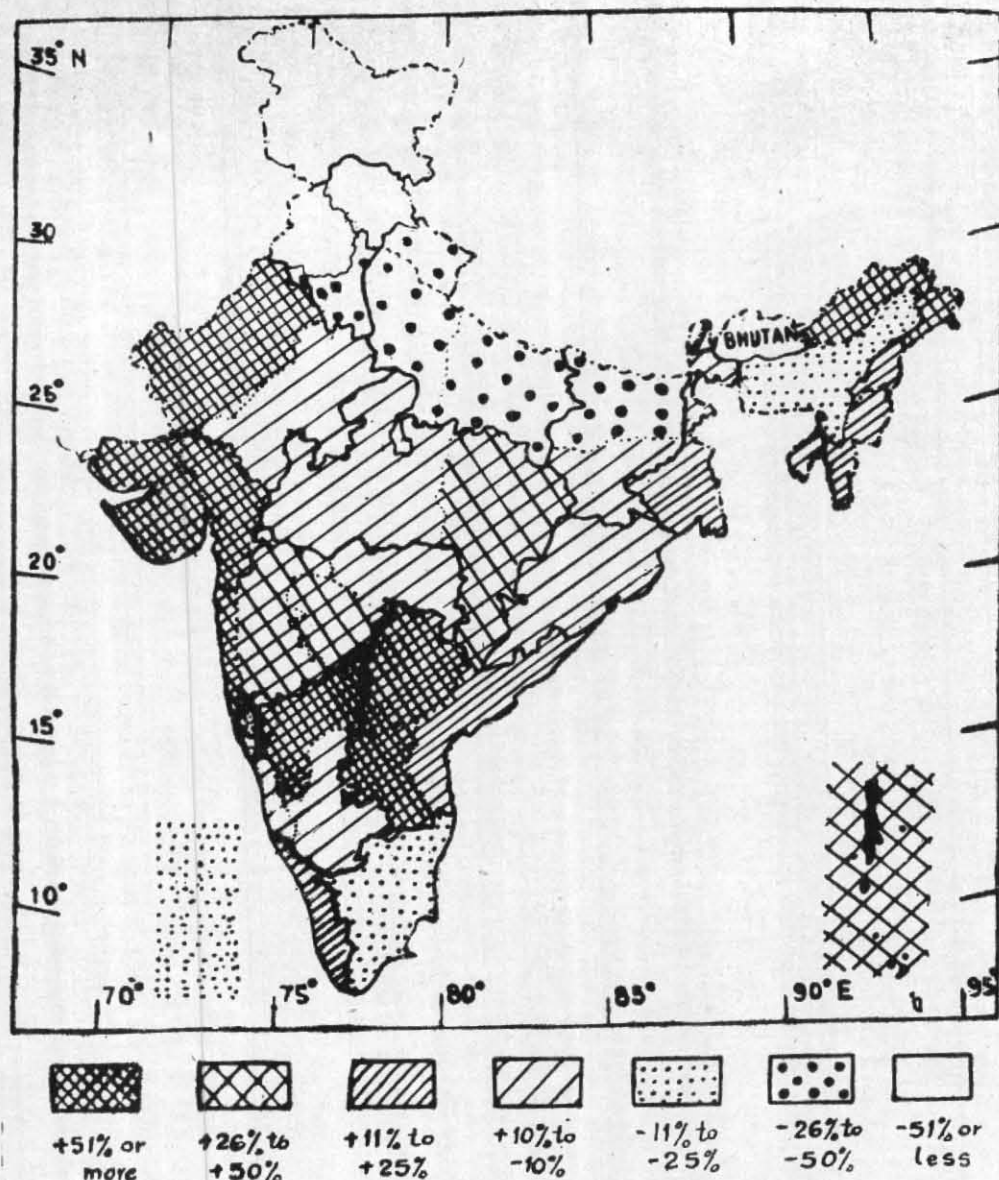 35° N
30
25°
20°
15°
10°
BHUTAN
70° 75° 80° 85° 90° E 95
+51% or more
+26% to +50%
+11% to +25%
+10% to -10%
-11% to -25%
-26% to -50%
-51% or less